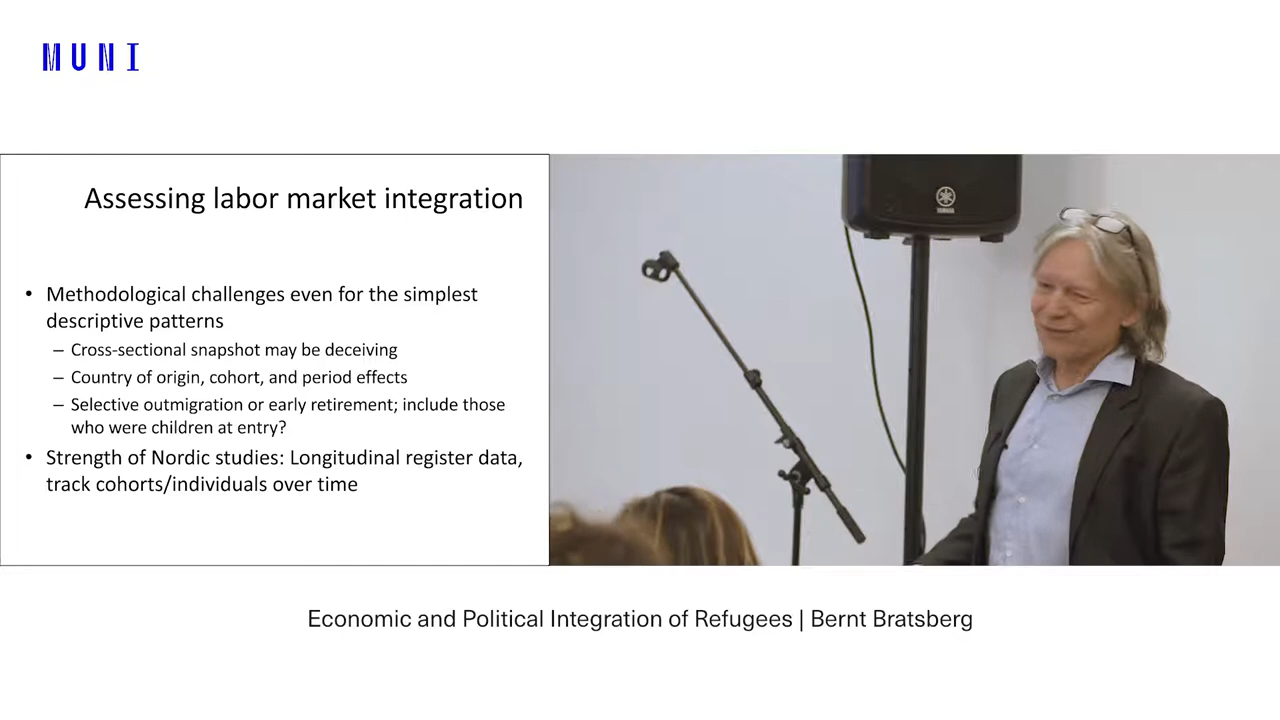 MUNI
Assessing labor market integration
• Methodological challenges even for the simplest
descriptive patterns
– Cross-sectional snapshot may be deceiving
– Country of origin, cohort, and period effects
– Selective outmigration or early retirement; include those
who were children at entry?
• Strength of Nordic studies: Longitudinal register data,
track cohorts/individuals over time
YAMAHA
Economic and Political Integration of Refugees | Bernt Bratsberg